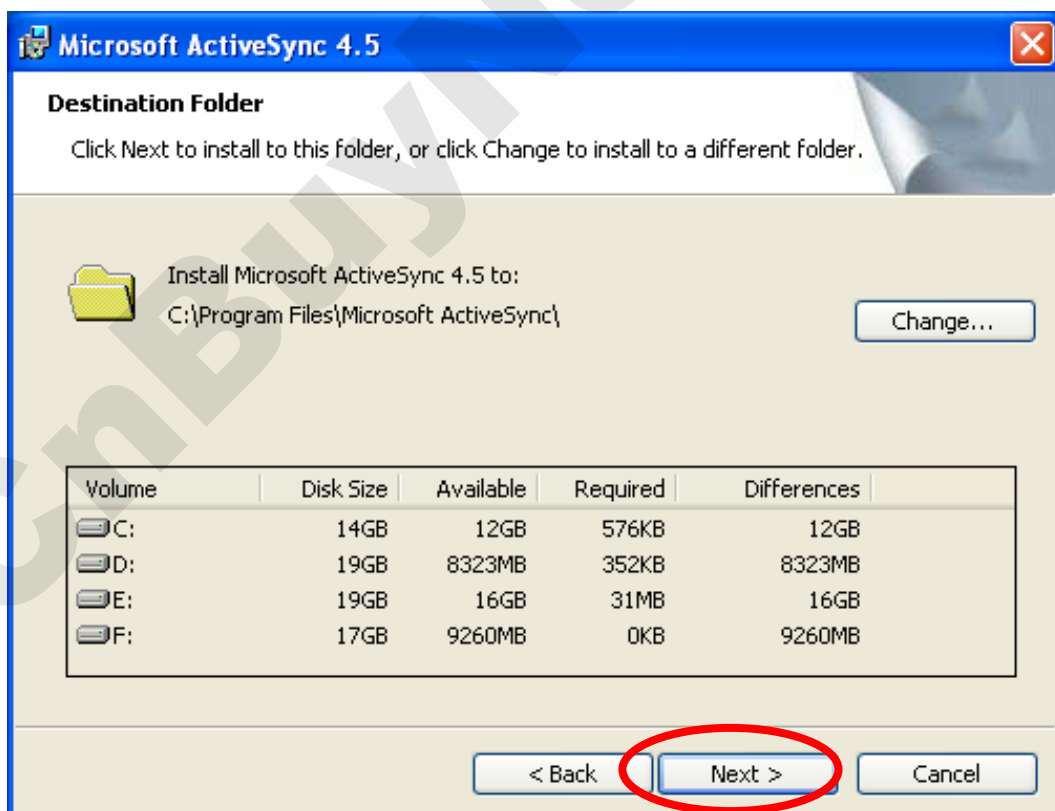 Microsoft ActiveSync 4.5
Destination Folder
Click Next to install to this folder, or click Change to install to a different folder.
Install Microsoft ActiveSync 4.5 to:
C:\Program Files\Microsoft ActiveSync\
Change...
Volume Disk Size Available Required Differences
C: 14GB 12GB 576KB 12GB
D: 19GB 8323MB 352KB 8323MB
E: 19GB 16GB 31MB 16GB
F: 17GB 9260MB 0KB 9260MB
< Back Next > Cancel
CnBuyN